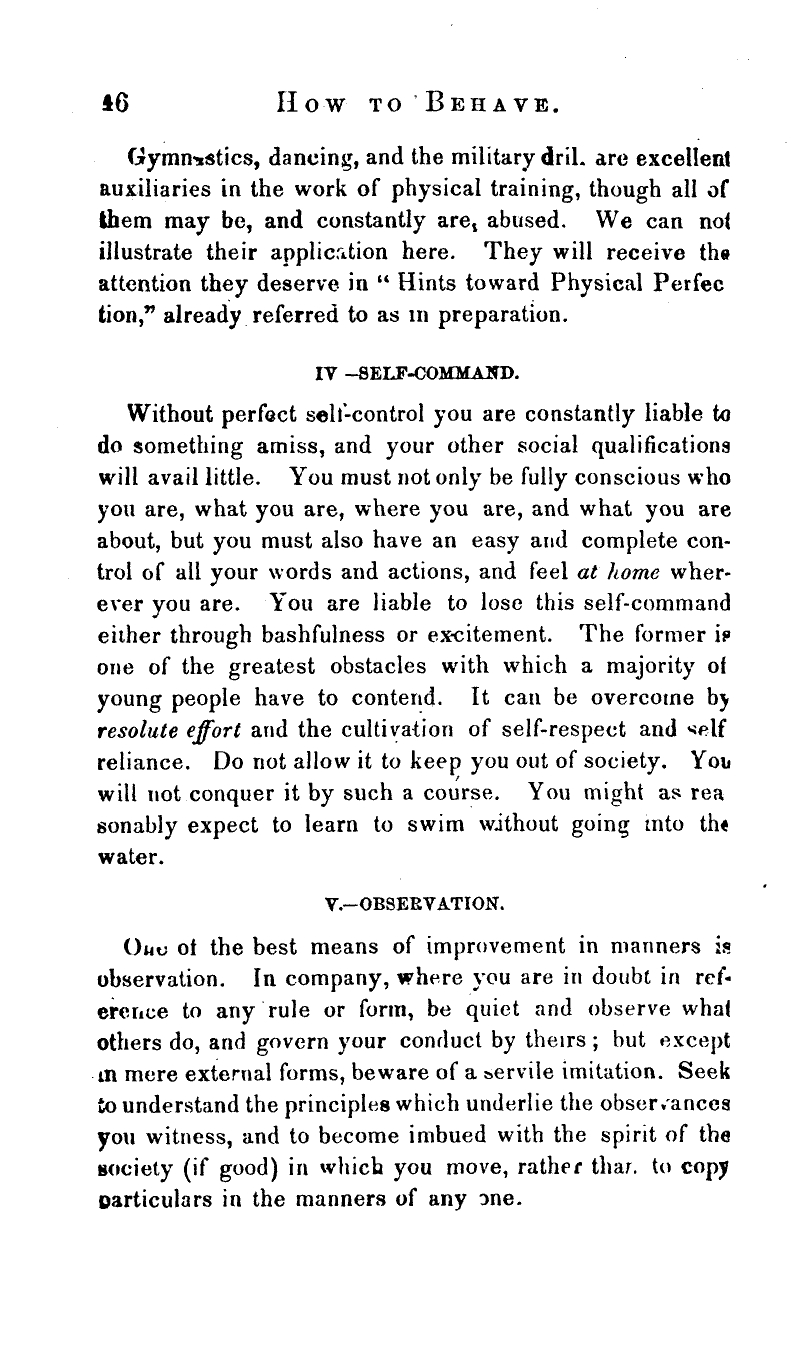 46 How to Behave.
Gymnastics, dancing, and the military dril. are excellent
auxiliaries in the work of physical training, though all of
them may be, and constantly are, abused. We can not
illustrate their application here. They will receive the
attention they deserve in “ Hints toward Physical Perfec
tion,” already referred to as in preparation.
IV —SELF-COMMAND.
Without perfect self-control you are constantly liable to
do something amiss, and your other social qualifications
will avail little. You must not only be fully conscious who
you are, what you are, where you are, and what you are
about, but you must also have an easy and complete con-
trol of all your words and actions, and feel at home wher-
ever you are. You are liable to lose this self-command
either through bashfulness or excitement. The former is
one of the greatest obstacles with which a majority of
young people have to contend. It can be overcome by
resolute effort and the cultivation of self-respect and self
reliance. Do not allow it to keep you out of society. You
will not conquer it by such a course. You might as rea
sonably expect to learn to swim without going into the
water.
V.—OBSERVATION.
One of the best means of improvement in manners is
observation. In company, where you are in doubt in ref-
erence to any rule or form, be quiet and observe what
others do, and govern your conduct by theirs ; but except
in mere external forms, beware of a servile imitation. Seek
to understand the principles which underlie the observances
you witness, and to become imbued with the spirit of the
society (if good) in which you move, rather than to copy
particulars in the manners of any one.